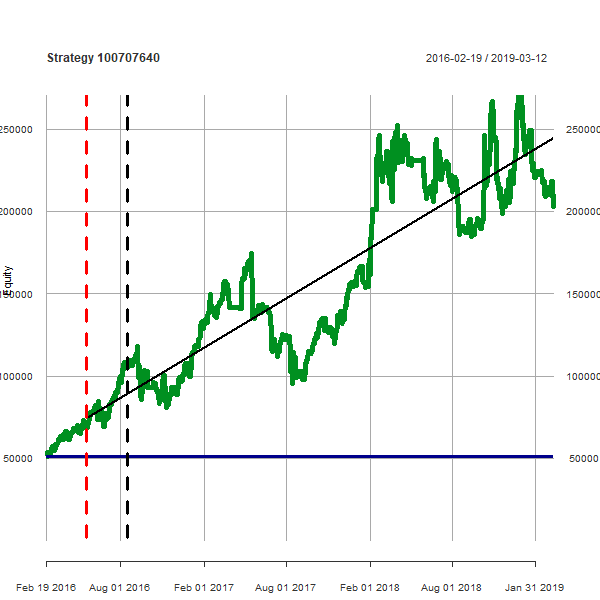 Strategy 100707640
2016-02-19 / 2019-03-12
250000
250000
200000
200000
Equity
150000
150000
100000
100000
50000
50000
Feb 19 2016
Aug 01 2016
Feb 01 2017
Aug 01 2017
Feb 01 2018
Aug 01 2018
Jan 31 2019